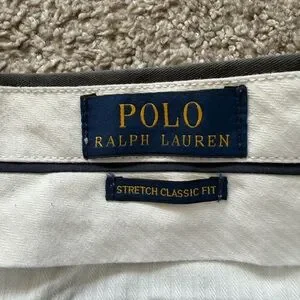 POLO
RALPH LAUREN
STRETCH CLASSIC FIT